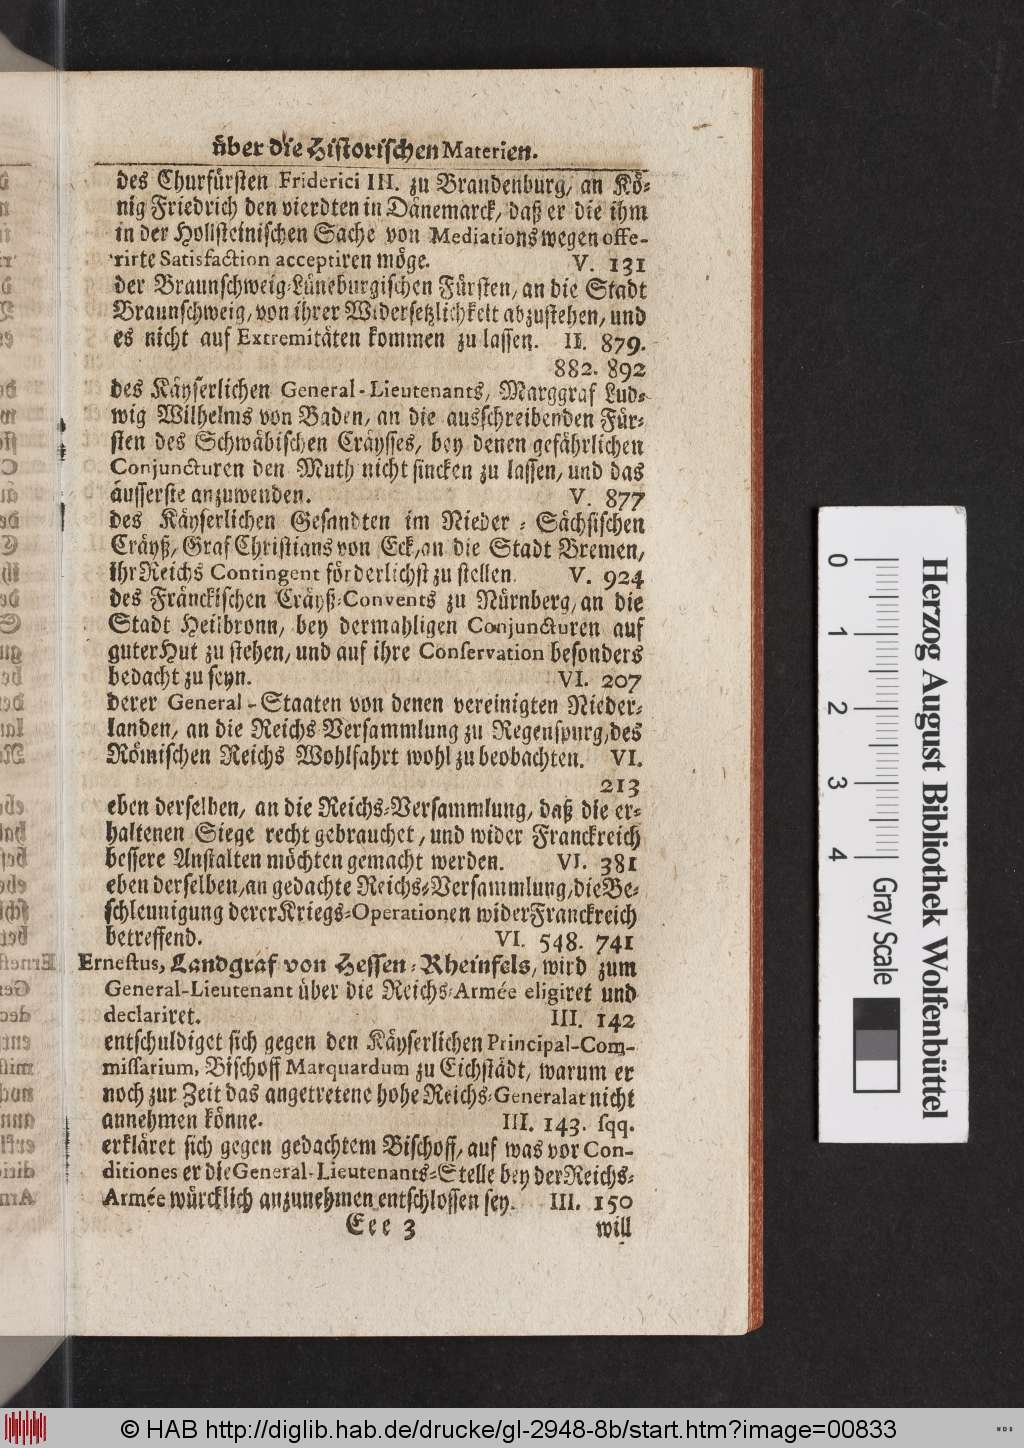 über die Historischen Materien.
des Churfürsten Friderici III. zu Brandenburg, an Kö-
nig Friedrich den vierdten in Dänemarck, daß er die ihm
in der Hollsteinischen Sache von Mediations wegen offe-
rirte Satisfaction acceptiren möge. V. 131
der Braunschweig-Lüneburgischen Fürsten, an die Stadt
Braunschweig, von ihrer Widersetzlichkeit abzustehen, und
es nicht auf Extremitäten kommen zu lassen. II. 879.
882. 892
des Käyserlichen General-Lieutenants, Marggraf Lud-
wig Wilhelms von Baden, an die ausschreibenden Für-
sten des Schwäbischen Cräysses, bey denen gefährlichen
Conjuncturen den Muth nicht sincken zu lassen, und das
äusserste anzuwenden. V. 877
des Käyserlichen Gesandten im Nieder-Sächsischen
Cräyß, Graf Christians von Eck, an die Stadt Bremen,
ihr Reichs Contingent förderlichst zu stellen. V. 924
des Fränckischen Cräyß-Convents zu Nürnberg, an die
Stadt Heilbronn, bey dermahligen Conjuncturen auf
guter Hut zu stehen, und auf ihre Conservation besonders
bedacht zu seyn. VI. 207
derer General-Staaten von denen vereinigten Nieder-
landen, an die Reichs-Versammlung zu Regenspurg, des
Römischen Reichs Wohlfahrt wohl zu beobachten. VI.
213
eben derselben, an die Reichs-Versammlung, daß die er-
haltenen Siege recht gebrauchet, und wider Franckreich
bessere Anstalten möchten gemacht werden. VI. 381
eben derselben, an gedachte Reichs-Versammlung, die Be-
schleunigung derer Kriegs-Operationen wider Franckreich
betreffend. VI. 548. 741
Ernestus, Landgraf von Hessen-Rheinfels, wird zum
General-Lieutenant über die Reichs-Armée eligiret und
declariret. III. 142
entschuldiget sich gegen den Käyserlichen Principal-Com-
missarium, Bischoff Marquardum zu Eichstädt, warum er
noch zur Zeit das angetretene hohe Reichs-Generalat nicht
annehmen könne. III. 143. sqq.
erkläret sich gegen gedachtem Bischoff, auf was vor Con-
ditiones er die General-Lieutenants-Stelle bey der Reichs-
Armée würcklich anzunehmen entschlossen sey. III. 150
Eee 3 will
0 1 2 3 4
Herzog August Bibliothek Wolfenbüttel
Gray Scale
© HAB http://diglib.hab.de/drucke/gl-2948-8b/start.htm?image=00833